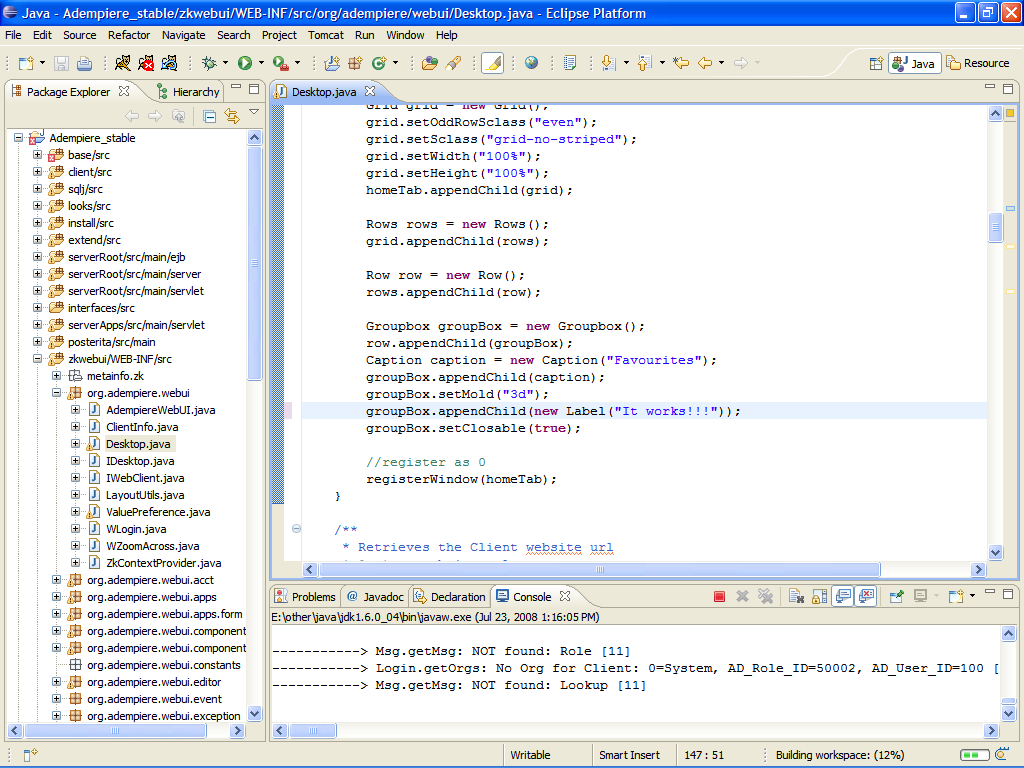 Java - Adempiere_stable/zkwebui/WEB-INF/src/org/adempiere/webui/Desktop.java - Eclipse Platform
File Edit Source Refactor Navigate Search Project Tomcat Run Window Help
Java Resource
Package Explorer Hierarchy
Adempiere_stable
base/src
client/src
sqlj/src
looks/src
install/src
extend/src
serverRoot/src/main/ejb
serverRoot/src/main/server
serverRoot/src/main/servlet
interfaces/src
serverApps/src/main/servlet
posterita/src/main
zkwebui/WEB-INF/src
metainfo.zk
org.adempiere.webui
AdempiereWebUI.java
ClientInfo.java
Desktop.java
IDesktop.java
IWebClient.java
LayoutUtils.java
ValuePreference.java
WLogin.java
WZoomAcross.java
ZkContextProvider.java
org.adempiere.webui.acct
org.adempiere.webui.apps
org.adempiere.webui.apps.form
org.adempiere.webui.component
org.adempiere.webui.component
org.adempiere.webui.constants
org.adempiere.webui.editor
org.adempiere.webui.event
org.adempiere.webui.exception
Desktop.java
Grid grid = new Grid();
grid.setOddRowSclass("even");
grid.setSclass("grid-no-striped");
grid.setWidth("100%");
grid.setHeight("100%");
homeTab.appendChild(grid);
Rows rows = new Rows();
grid.appendChild(rows);
Row row = new Row();
rows.appendChild(row);
Groupbox groupBox = new Groupbox();
row.appendChild(groupBox);
Caption caption = new Caption("Favourites");
groupBox.appendChild(caption);
groupBox.setMold("3d");
groupBox.appendChild(new Label("It works!!!"));
groupBox.setClosable(true);
//register as 0
registerWindow(homeTab);
}
/**
* Retrieves the Client website url
Problems Javadoc Declaration Console
E:\other\java\jdk1.6.0_04\bin\javaw.exe (Jul 23, 2008 1:16:05 PM)
-----------> Msg.getMsg: NOT found: Role [11]
-----------> Login.getOrgs: No Org for Client: 0=System, AD_Role_ID=50002, AD_User_ID=100 [
-----------> Msg.getMsg: NOT found: Lookup [11]
Writable Smart Insert 147 : 51 Building workspace: (12%)